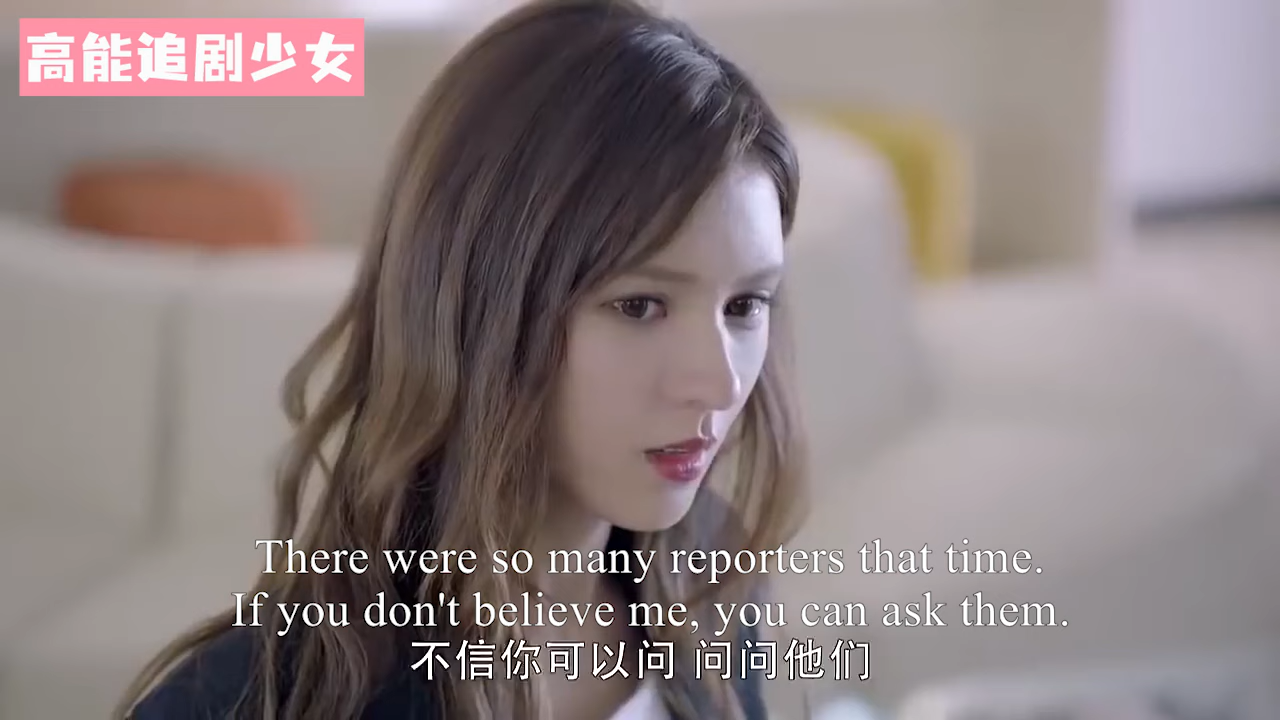 高能追剧少女
There were so many reporters that time.
If you don't believe me, you can ask them.
不信你可以问 问问他们